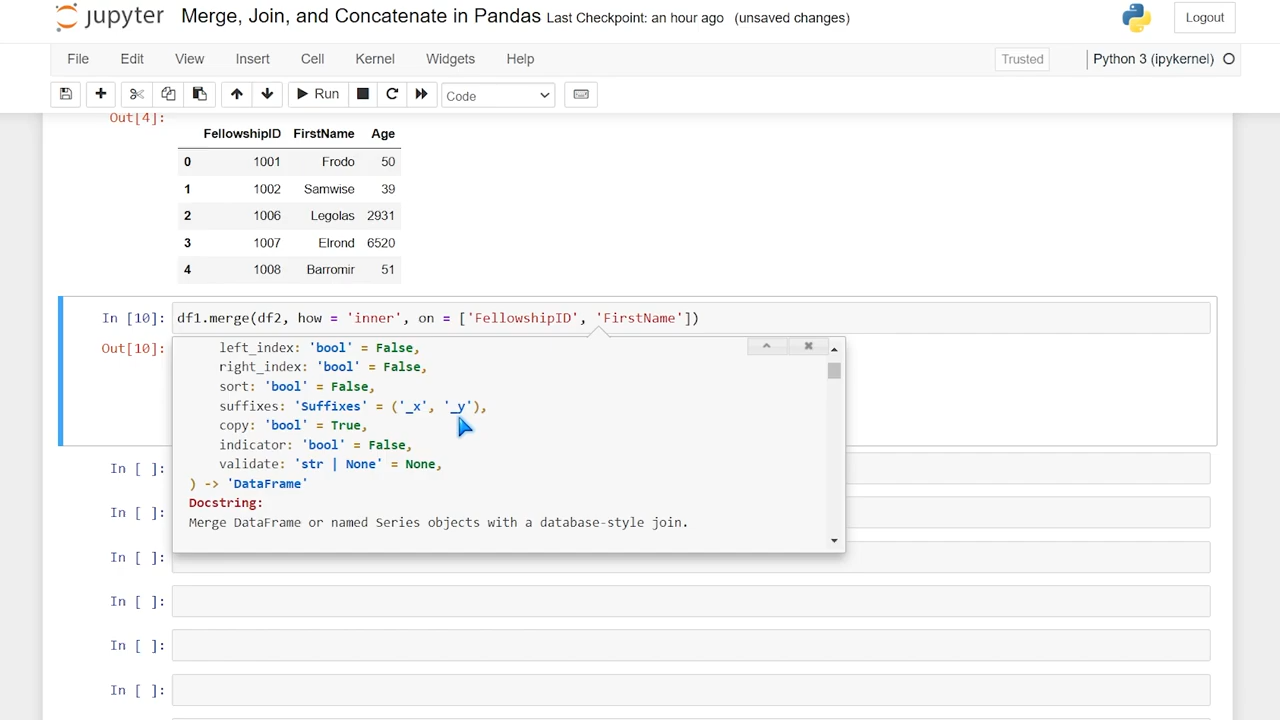 jupyter Merge, Join, and Concatenate in Pandas Last Checkpoint: an hour ago (unsaved changes) Logout
File Edit View Insert Cell Kernel Widgets Help Trusted Python 3 (ipykernel)
Run Code
Out[4]:
FellowshipID FirstName Age
0 1001 Frodo 50
1 1002 Samwise 39
2 1006 Legolas 2931
3 1007 Elrond 6520
4 1008 Barromir 51
In [10]: df1.merge(df2, how = 'inner', on = ['FellowshipID', 'FirstName'])
Out[10]:
left_index: 'bool' = False,
right_index: 'bool' = False,
sort: 'bool' = False,
suffixes: 'Suffixes' = ('_x', '_y'),
copy: 'bool' = True,
indicator: 'bool' = False,
validate: 'str | None' = None,
) -> 'DataFrame'
Docstring:
Merge DataFrame or named Series objects with a database-style join.
In [ ]:
In [ ]:
In [ ]:
In [ ]:
In [ ]:
In [ ]: